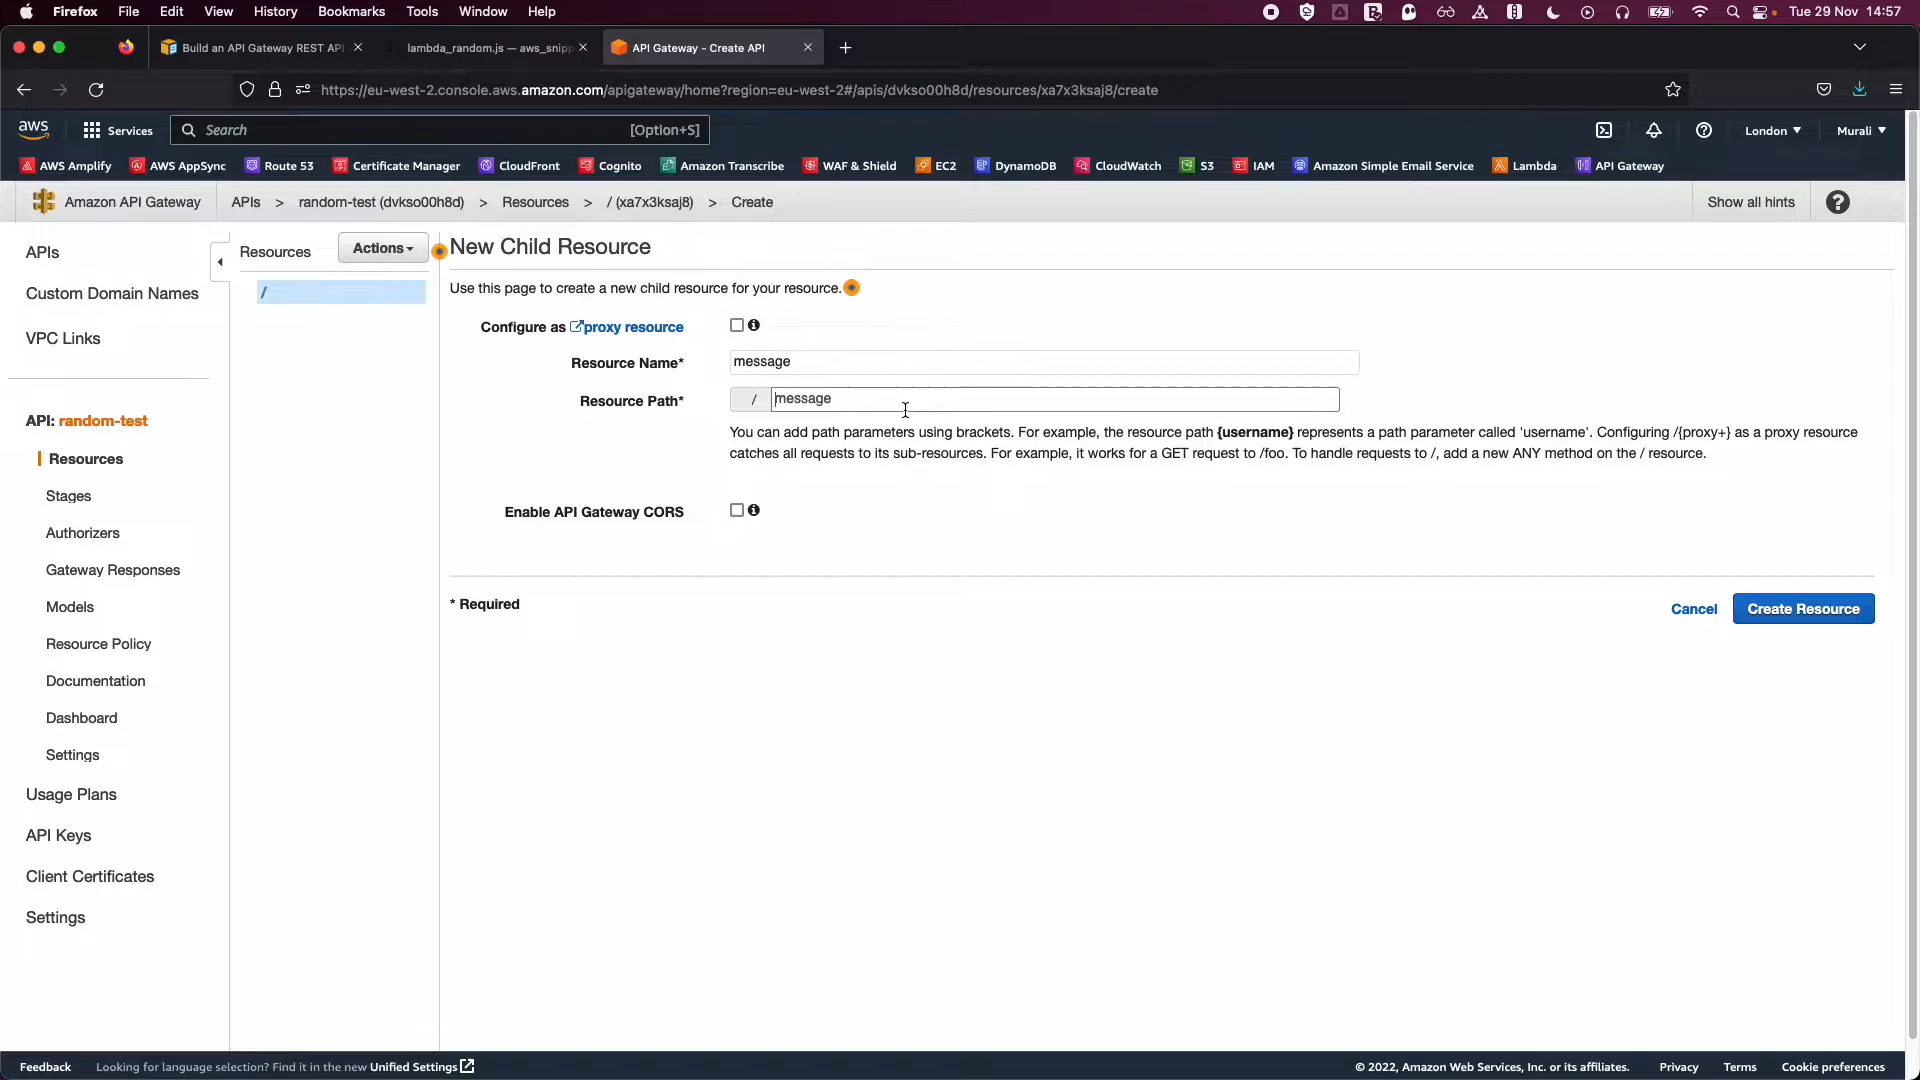 Firefox File Edit View History Bookmarks Tools Window Help Tue 29 Nov 14:57
Build an API Gateway REST API lambda_random.js — aws_snipp API Gateway - Create API
https://eu-west-2.console.aws.amazon.com/apigateway/home?region=eu-west-2#/apis/dvkso00h8d/resources/xa7x3ksaj8/create
aws Services Search [Option+S] London Murali
AWS Amplify AWS AppSync Route 53 Certificate Manager CloudFront Cognito Amazon Transcribe WAF & Shield EC2 DynamoDB CloudWatch S3 IAM Amazon Simple Email Service Lambda API Gateway
Amazon API Gateway APIs > random-test (dvkso00h8d) > Resources > / (xa7x3ksaj8) > Create Show all hints
APIs
Custom Domain Names
VPC Links
API: random-test
Resources
Stages
Authorizers
Gateway Responses
Models
Resource Policy
Documentation
Dashboard
Settings
Usage Plans
API Keys
Client Certificates
Settings
Resources Actions
/
New Child Resource
Use this page to create a new child resource for your resource.
Configure as proxy resource
Resource Name* message
Resource Path* / message
You can add path parameters using brackets. For example, the resource path {username} represents a path parameter called 'username'. Configuring /{proxy+} as a proxy resource
catches all requests to its sub-resources. For example, it works for a GET request to /foo. To handle requests to /, add a new ANY method on the / resource.
Enable API Gateway CORS
* Required
Cancel Create Resource
Feedback Looking for language selection? Find it in the new Unified Settings © 2022, Amazon Web Services, Inc. or its affiliates. Privacy Terms Cookie preferences